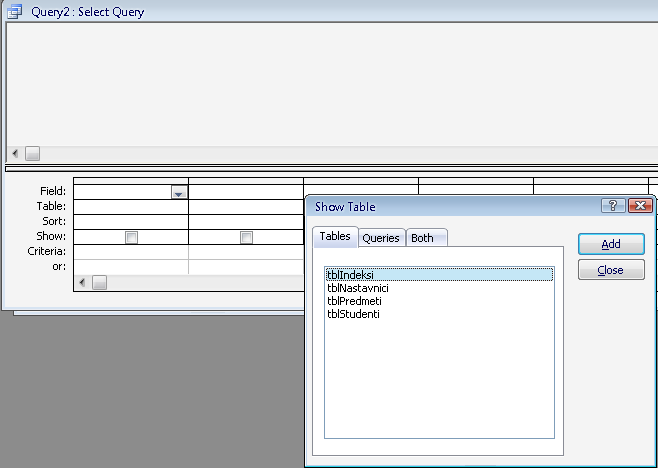 Query2 : Select Query
Field:
Table:
Sort:
Show:
Criteria:
or:
Show Table
?
Tables
Queries
Both
Add
Close
tblIndeksi
tblNastavnici
tblPredmeti
tblStudenti